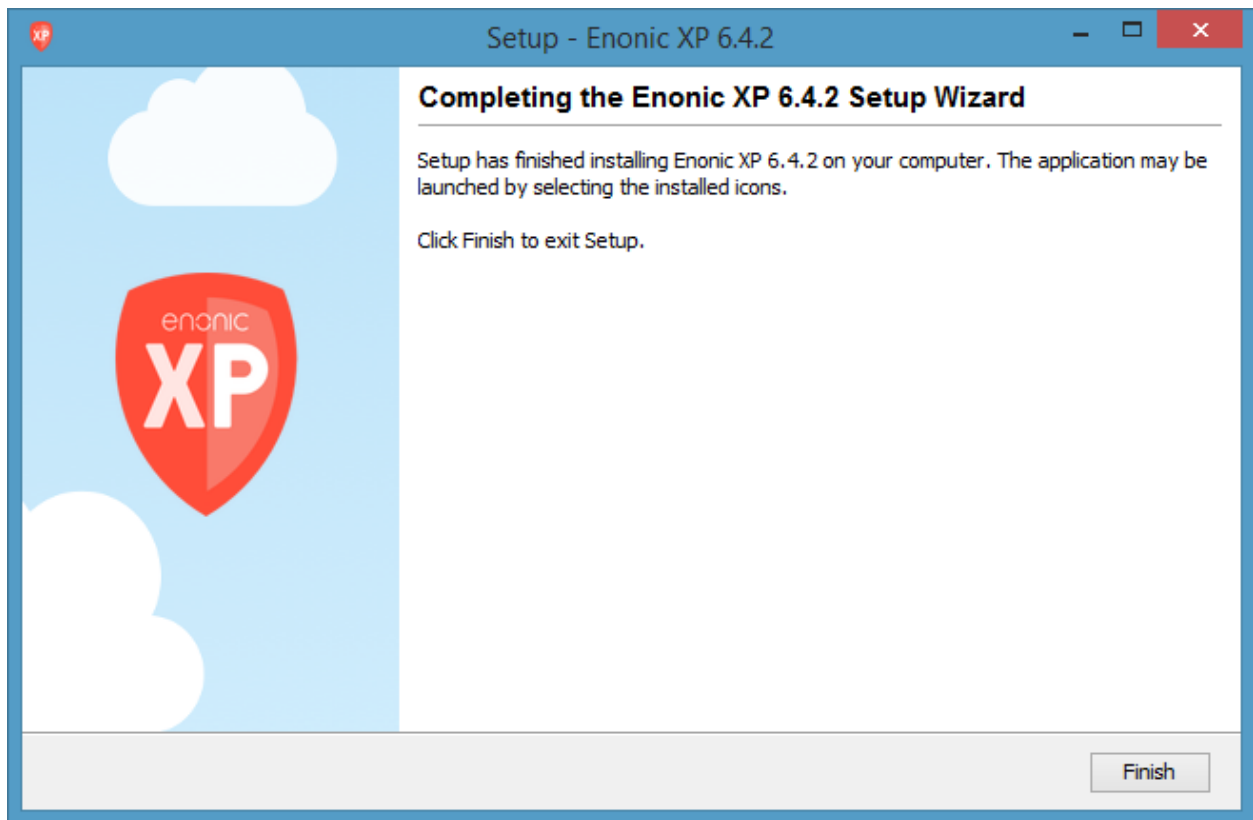 XP
Setup - Enonic XP 6.4.2
Completing the Enonic XP 6.4.2 Setup Wizard
Setup has finished installing Enonic XP 6.4.2 on your computer. The application may be
launched by selecting the installed icons.
Click Finish to exit Setup.
enonic
XP
Finish